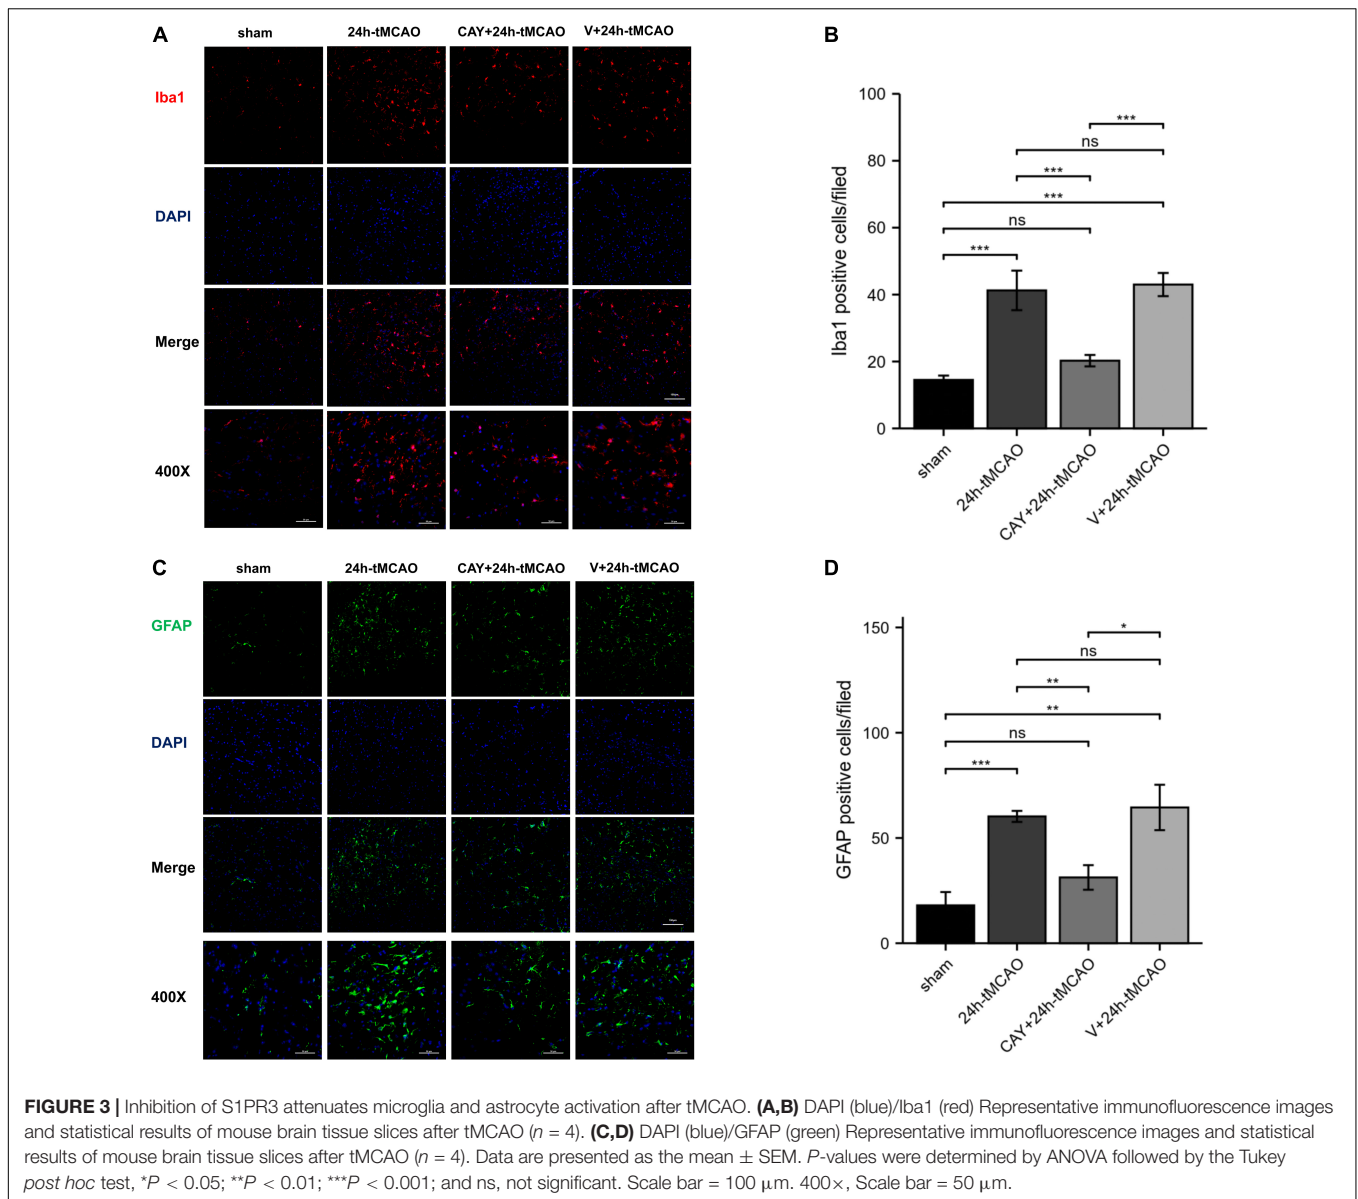 A
sham
24h-tMCAO
CAY+24h-tMCAO
V+24h-tMCAO
Iba1
DAPI
Merge
400X
B
Iba1 positive cells/filed
100
80
60
40
20
0
***
ns
***
***
ns
***
sham
24h-tMCAO
CAY+24h-tMCAO
V+24h-tMCAO
C
sham
24h-tMCAO
CAY+24h-tMCAO
V+24h-tMCAO
GFAP
DAPI
Merge
400X
D
GFAP positive cells/filed
150
100
50
0
*
ns
**
**
ns
***
sham
24h-tMCAO
CAY+24h-tMCAO
V+24h-tMCAO
FIGURE 3 | Inhibition of S1PR3 attenuates microglia and astrocyte activation after tMCAO. (A,B) DAPI (blue)/Iba1 (red) Representative immunofluorescence images
and statistical results of mouse brain tissue slices after tMCAO (n = 4). (C,D) DAPI (blue)/GFAP (green) Representative immunofluorescence images and statistical
results of mouse brain tissue slices after tMCAO (n = 4). Data are presented as the mean ± SEM. P-values were determined by ANOVA followed by the Tukey
post hoc test, *P < 0.05; **P < 0.01; ***P < 0.001; and ns, not significant. Scale bar = 100 μm. 400×, Scale bar = 50 μm.